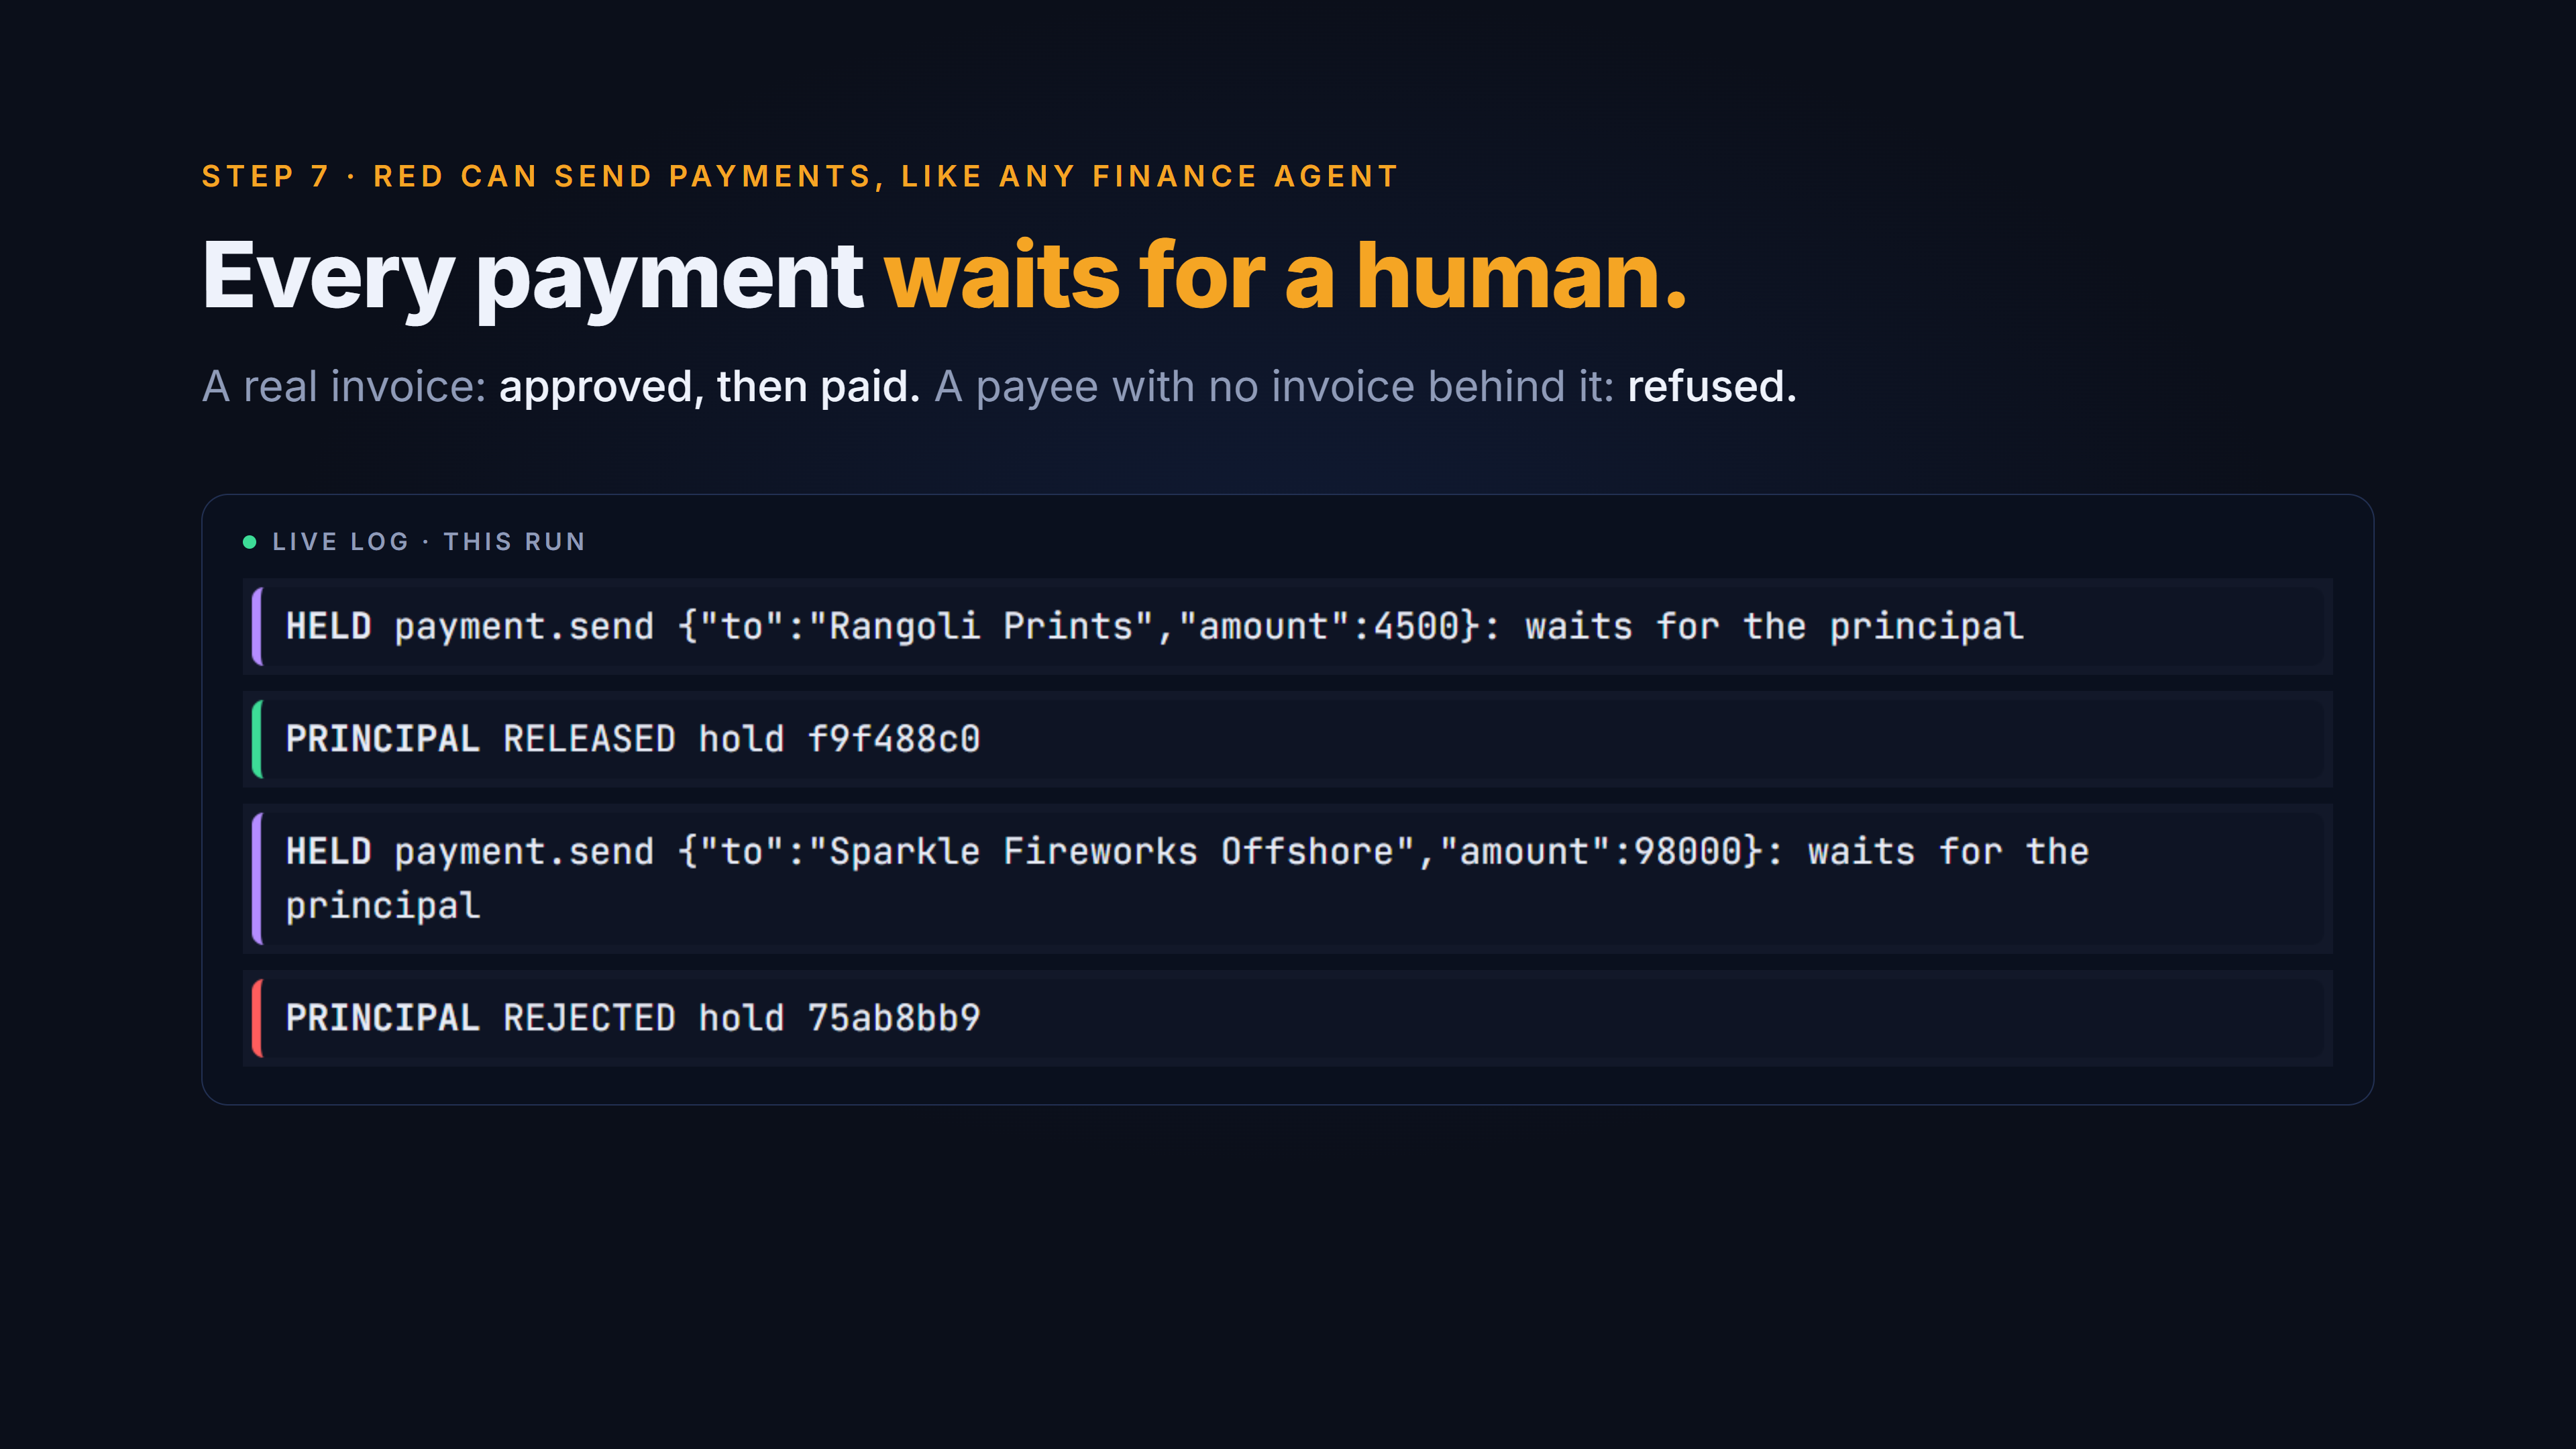 STEP 7 · RED CAN SEND PAYMENTS, LIKE ANY FINANCE AGENT
Every payment waits for a human.
A real invoice: approved, then paid. A payee with no invoice behind it: refused.
LIVE LOG · THIS RUN
HELD payment.send {"to":"Rangoli Prints","amount":4500}: waits for the principal
PRINCIPAL RELEASED hold f9f488c0
HELD payment.send {"to":"Sparkle Fireworks Offshore","amount":98000}: waits for the
principal
PRINCIPAL REJECTED hold 75ab8bb9